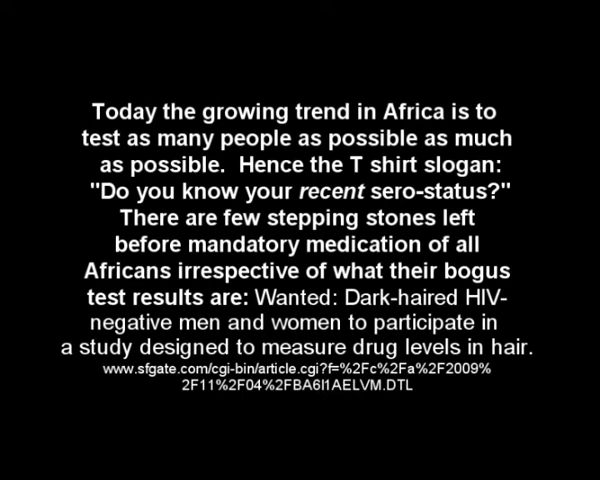 Today the growing trend in Africa is to
test as many people as possible as much
as possible.  Hence the T shirt slogan:
"Do you know your recent sero-status?"
There are few stepping stones left
before mandatory medication of all
Africans irrespective of what their bogus
test results are: Wanted: Dark-haired HIV-
negative men and women to participate in
a study designed to measure drug levels in hair.
www.sfgate.com/cgi-bin/article.cgi?f=%2Fc%2Fa%2F2009%
2F11%2F04%2FBA6I1AELVM.DTL